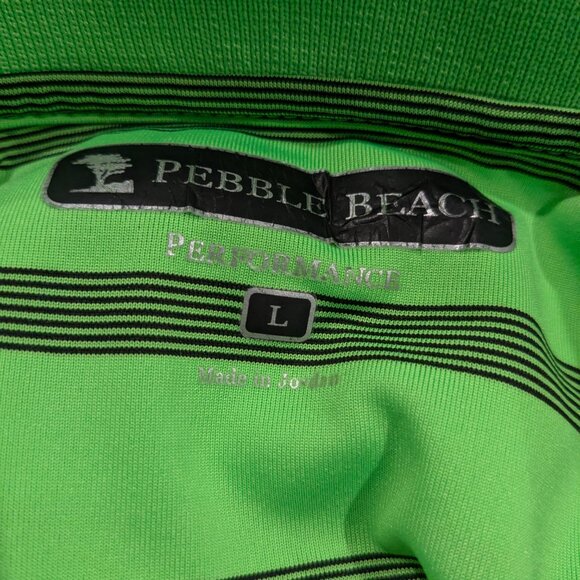 PEBBLE BEACH
PERFORMANCE
L
Made in Jordan